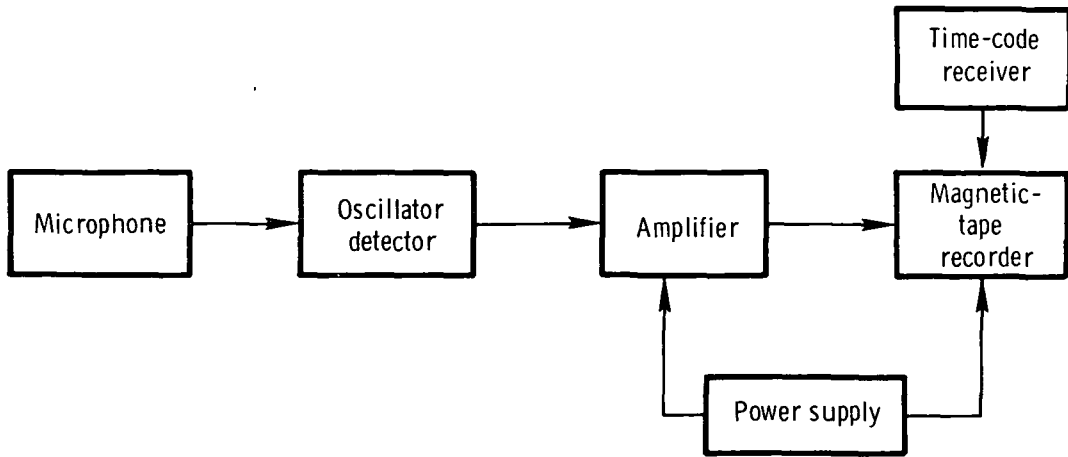 Time-code
receiver
Microphone
Oscillator
detector
Amplifier
Magnetic-
tape
recorder
Power supply